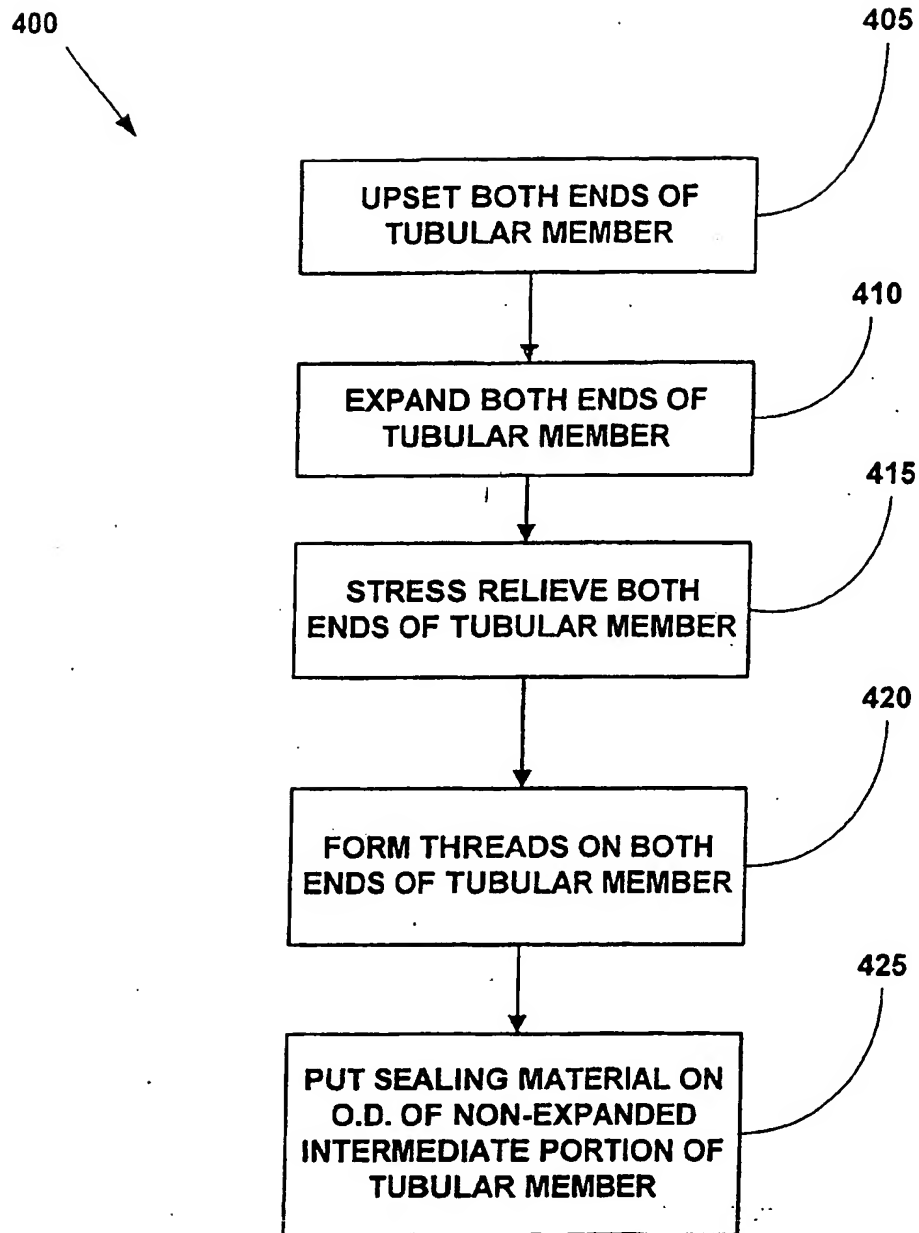 400
405
UPSET BOTH ENDS OF
TUBULAR MEMBER
410
EXPAND BOTH ENDS OF
TUBULAR MEMBER
415
STRESS RELIEVE BOTH
ENDS OF TUBULAR MEMBER
420
FORM THREADS ON BOTH
ENDS OF TUBULAR MEMBER
425
PUT SEALING MATERIAL ON
O.D. OF NON-EXPANDED
INTERMEDIATE PORTION OF
TUBULAR MEMBER